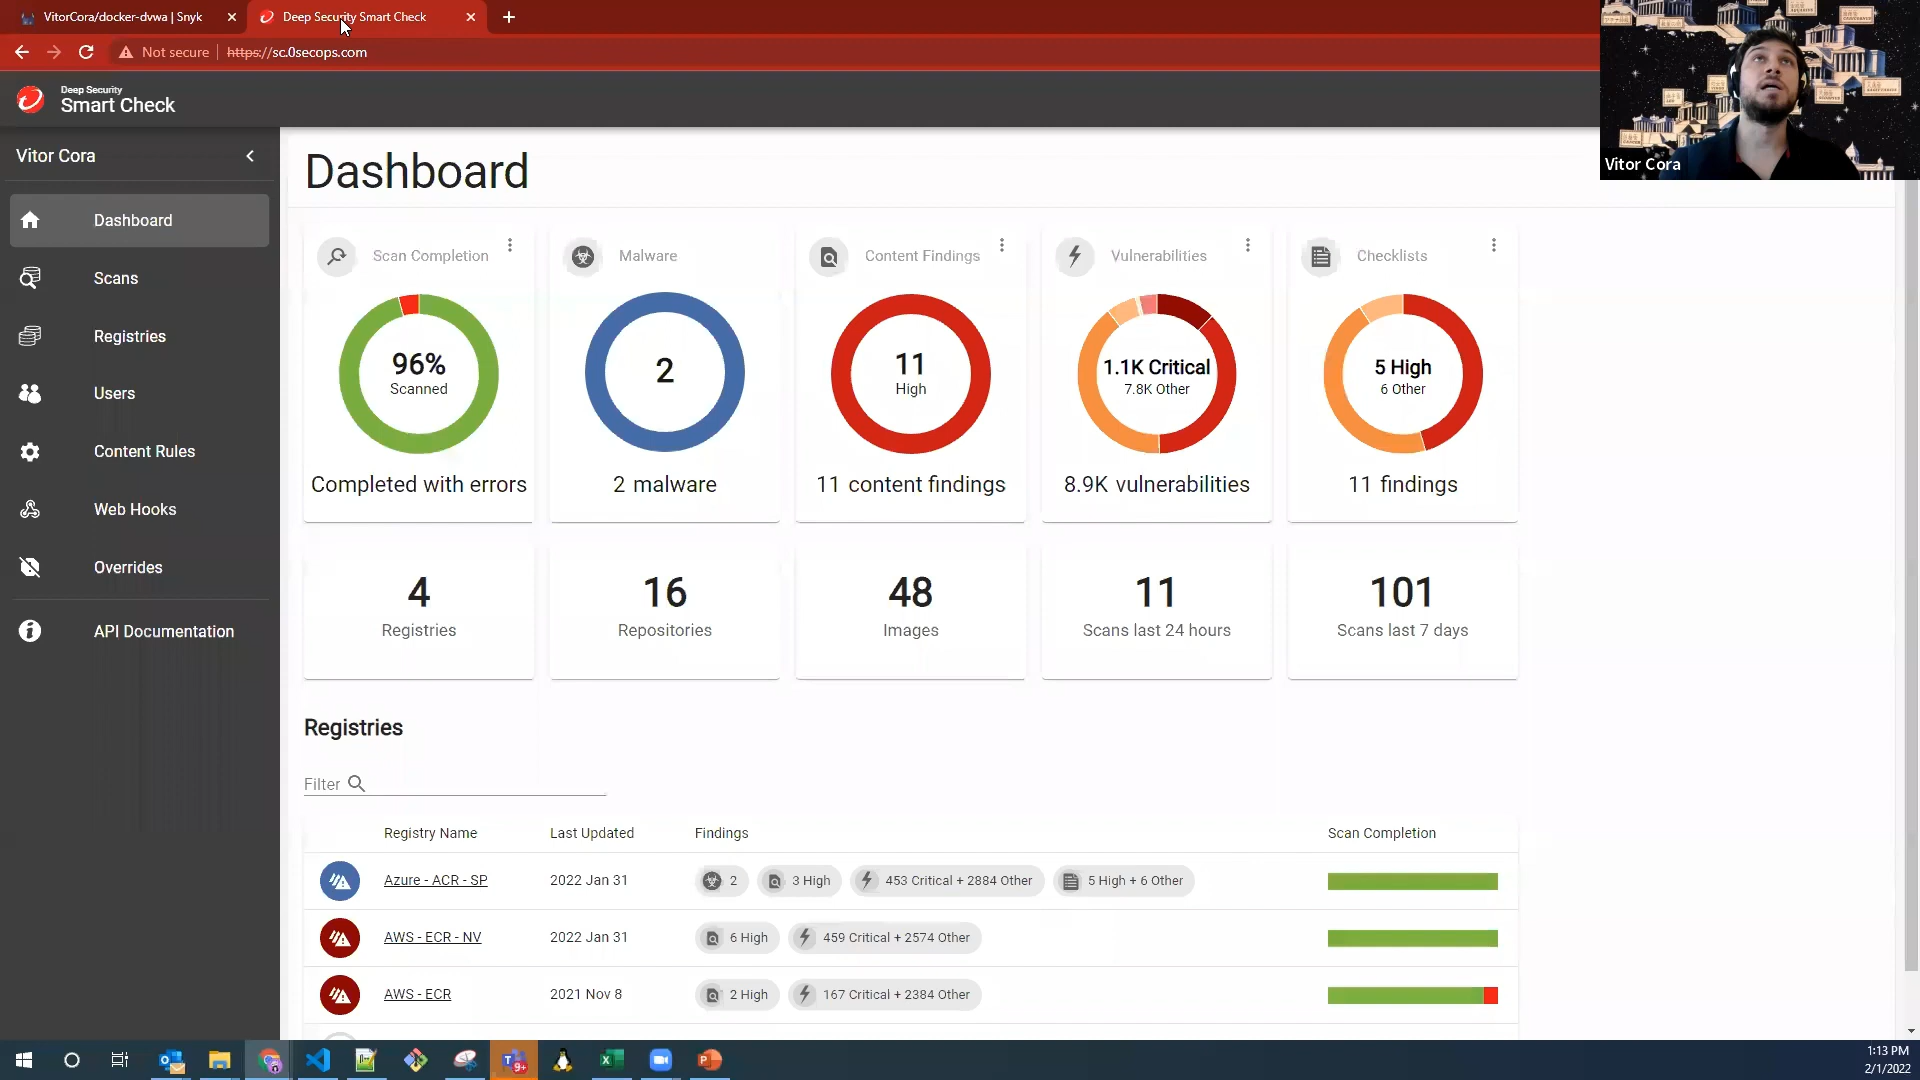 VitorCora/docker-dvwa | Snyk
Deep Security Smart Check
Not secure
https://sc.0secops.com
Deep Security
Smart Check
Vitor Cora
Vitor Cora
Dashboard
Scans
Registries
Users
Content Rules
Web Hooks
Overrides
API Documentation
Dashboard
Scan Completion
96%
Scanned
Completed with errors
Malware
2
2 malware
Content Findings
11
High
11 content findings
Vulnerabilities
1.1K Critical
7.8K Other
8.9K vulnerabilities
Checklists
5 High
6 Other
11 findings
4
Registries
16
Repositories
48
Images
11
Scans last 24 hours
101
Scans last 7 days
Registries
Filter
Registry Name Last Updated Findings Scan Completion
Azure - ACR - SP 2022 Jan 31 2 3 High 453 Critical + 2884 Other 5 High + 6 Other
AWS - ECR - NV 2022 Jan 31 6 High 459 Critical + 2574 Other
AWS - ECR 2021 Nov 8 2 High 167 Critical + 2384 Other
9+
1:13 PM
2/1/2022